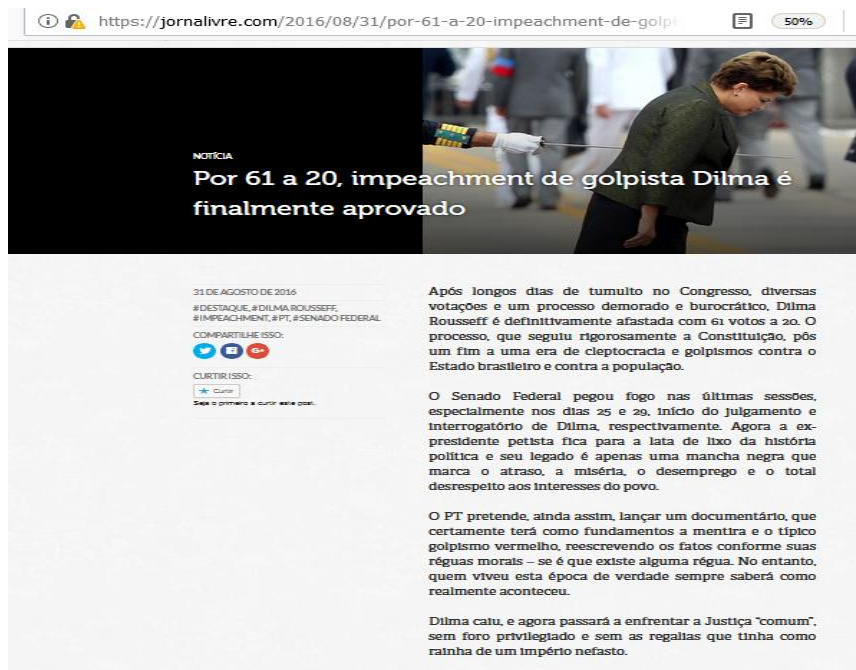 https://jornalivre.com/2016/08/31/por-61-a-20-impeachment-de-golp
50%
NOTÍCIA
Por 61 a 20, impeachment de golpista Dilma é
finalmente aprovado
31 DE AGOSTO DE 2016
#DESTAQUE, #DILMA ROUSSEFF,
#IMPEACHMENT, #PT, #SENADO FEDERAL
COMPARTILHE ISSO:
G+
CURTIR ISSO:
Curtir
Seja o primeiro a curtir este post.
Após longos dias de tumulto no Congresso, diversas
votações e um processo demorado e burocrático, Dilma
Rousseff é definitivamente afastada com 61 votos a 20. O
processo, que seguiu rigorosamente a Constituição, pôs
um fim a uma era de cleptocracia e golpismos contra o
Estado brasileiro e contra a população.
O Senado Federal pegou fogo nas últimas sessões,
especialmente nos dias 25 e 29, início do julgamento e
interrogatório de Dilma, respectivamente. Agora a ex-
presidente petista fica para a lata de lixo da história
política e seu legado é apenas uma mancha negra que
marca o atraso, a miséria, o desemprego e o total
desrespeito aos interesses do povo.
O PT pretende, ainda assim, lançar um documentário, que
certamente terá como fundamentos a mentira e o típico
golpismo vermelho, reescrevendo os fatos conforme suas
réguas morais – se é que existe alguma régua. No entanto,
quem viveu esta época de verdade sempre saberá como
realmente aconteceu.
Dilma caiu, e agora passará a enfrentar a Justiça "comum",
sem foro privilegiado e sem as regalias que tinha como
rainha de um império nefasto.